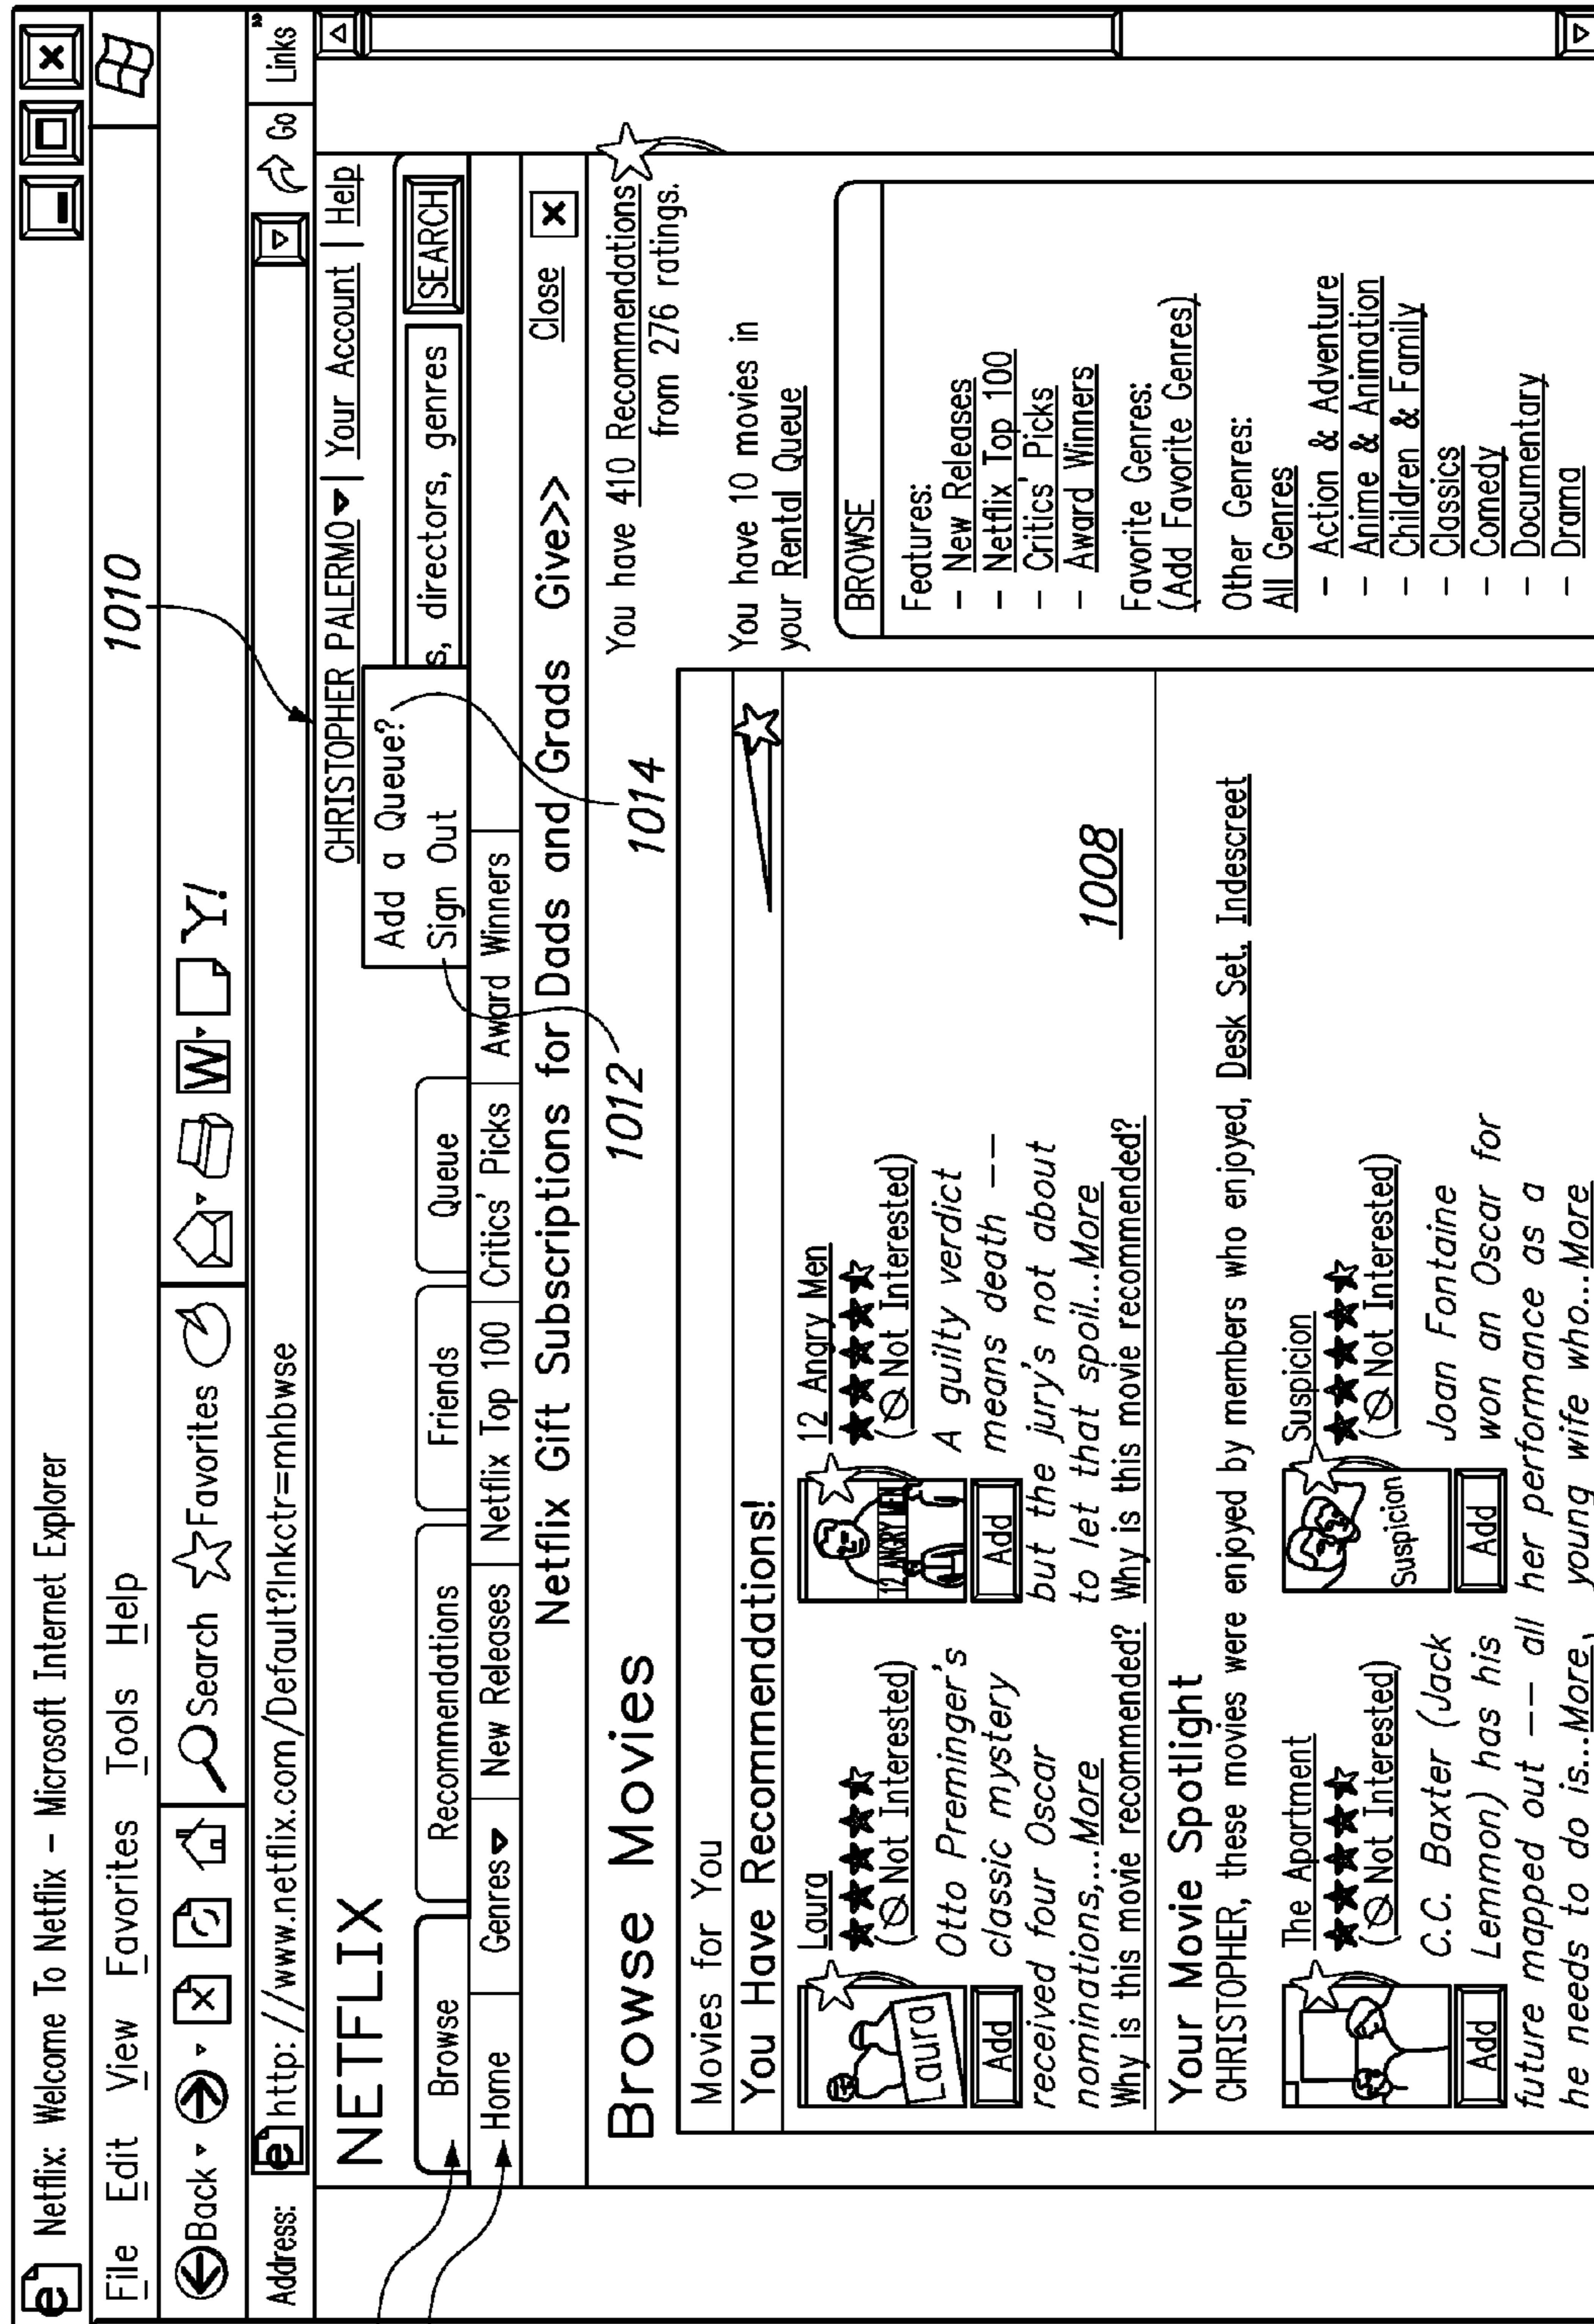 Netflix: Welcome To Netflix - Microsoft Internet Explorer
File Edit View Favorites Tools Help
1010
Back Search Favorites W Y!
Address: http: //www.netflix.com/Default?lnkctr=mhbwse Go Links
NETFLIX
CHRISTOPHER PALERMO | Your Account | Help
Add a Queue?
Sign Out
Browse Recommendations Friends Queue
s, directors, genres SEARCH
Home Genres New Releases Netflix Top 100 Critics' Picks Award Winners
Netflix Gift Subscriptions for Dads and Grads Give>> Close
1012
1014
Browse Movies
You have 410 Recommendations
from 276 ratings.
You have 10 movies in
your Rental Queue
Movies for You
You Have Recommendations!
Laura
(Not Interested)
Otto Preminger's
classic mystery
Laura
Add
received four Oscar
nominations,...More
Why is this movie recommended?
12 Angry Men
(Not Interested)
A guilty verdict
means death --
12 ANGRY MEN
Add
but the jury's not about
to let that spoil...More
Why is this movie recommended?
1008
Your Movie Spotlight
CHRISTOPHER, these movies were enjoyed by members who enjoyed, Desk Set, Indescreet
The Apartment
(Not Interested)
C.C. Baxter (Jack
Lemmon) has his
Add
future mapped out -- all
he needs to do is...More
Suspicion
(Not Interested)
Joan Fontaine
won an Oscar for
Suspicion
Add
her performance as a
young wife who...More
BROWSE
Features:
- New Releases
- Netflix Top 100
- Critics' Picks
- Award Winners
Favorite Genres:
(Add Favorite Genres)
Other Genres:
All Genres
- Action & Adventure
- Anime & Animation
- Children & Family
- Classics
- Comedy
- Documentary
- Drama